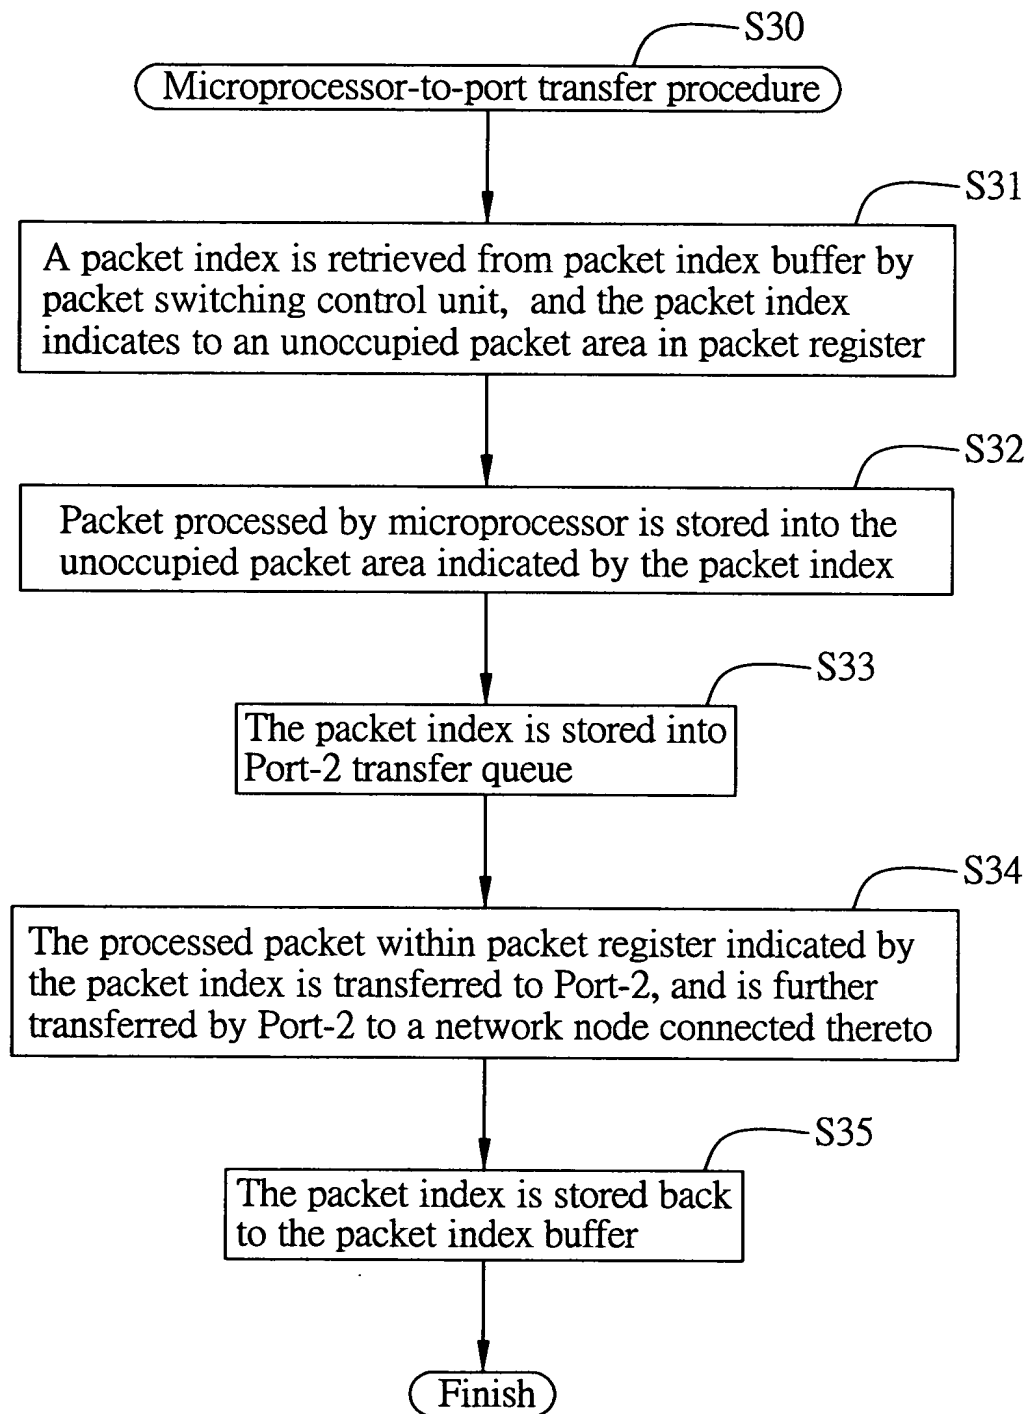 S30
Microprocessor-to-port transfer procedure
S31
A packet index is retrieved from packet index buffer by
packet switching control unit, and the packet index
indicates to an unoccupied packet area in packet register
S32
Packet processed by microprocessor is stored into the
unoccupied packet area indicated by the packet index
S33
The packet index is stored into
Port-2 transfer queue
S34
The processed packet within packet register indicated by
the packet index is transferred to Port-2, and is further
transferred by Port-2 to a network node connected thereto
S35
The packet index is stored back
to the packet index buffer
Finish